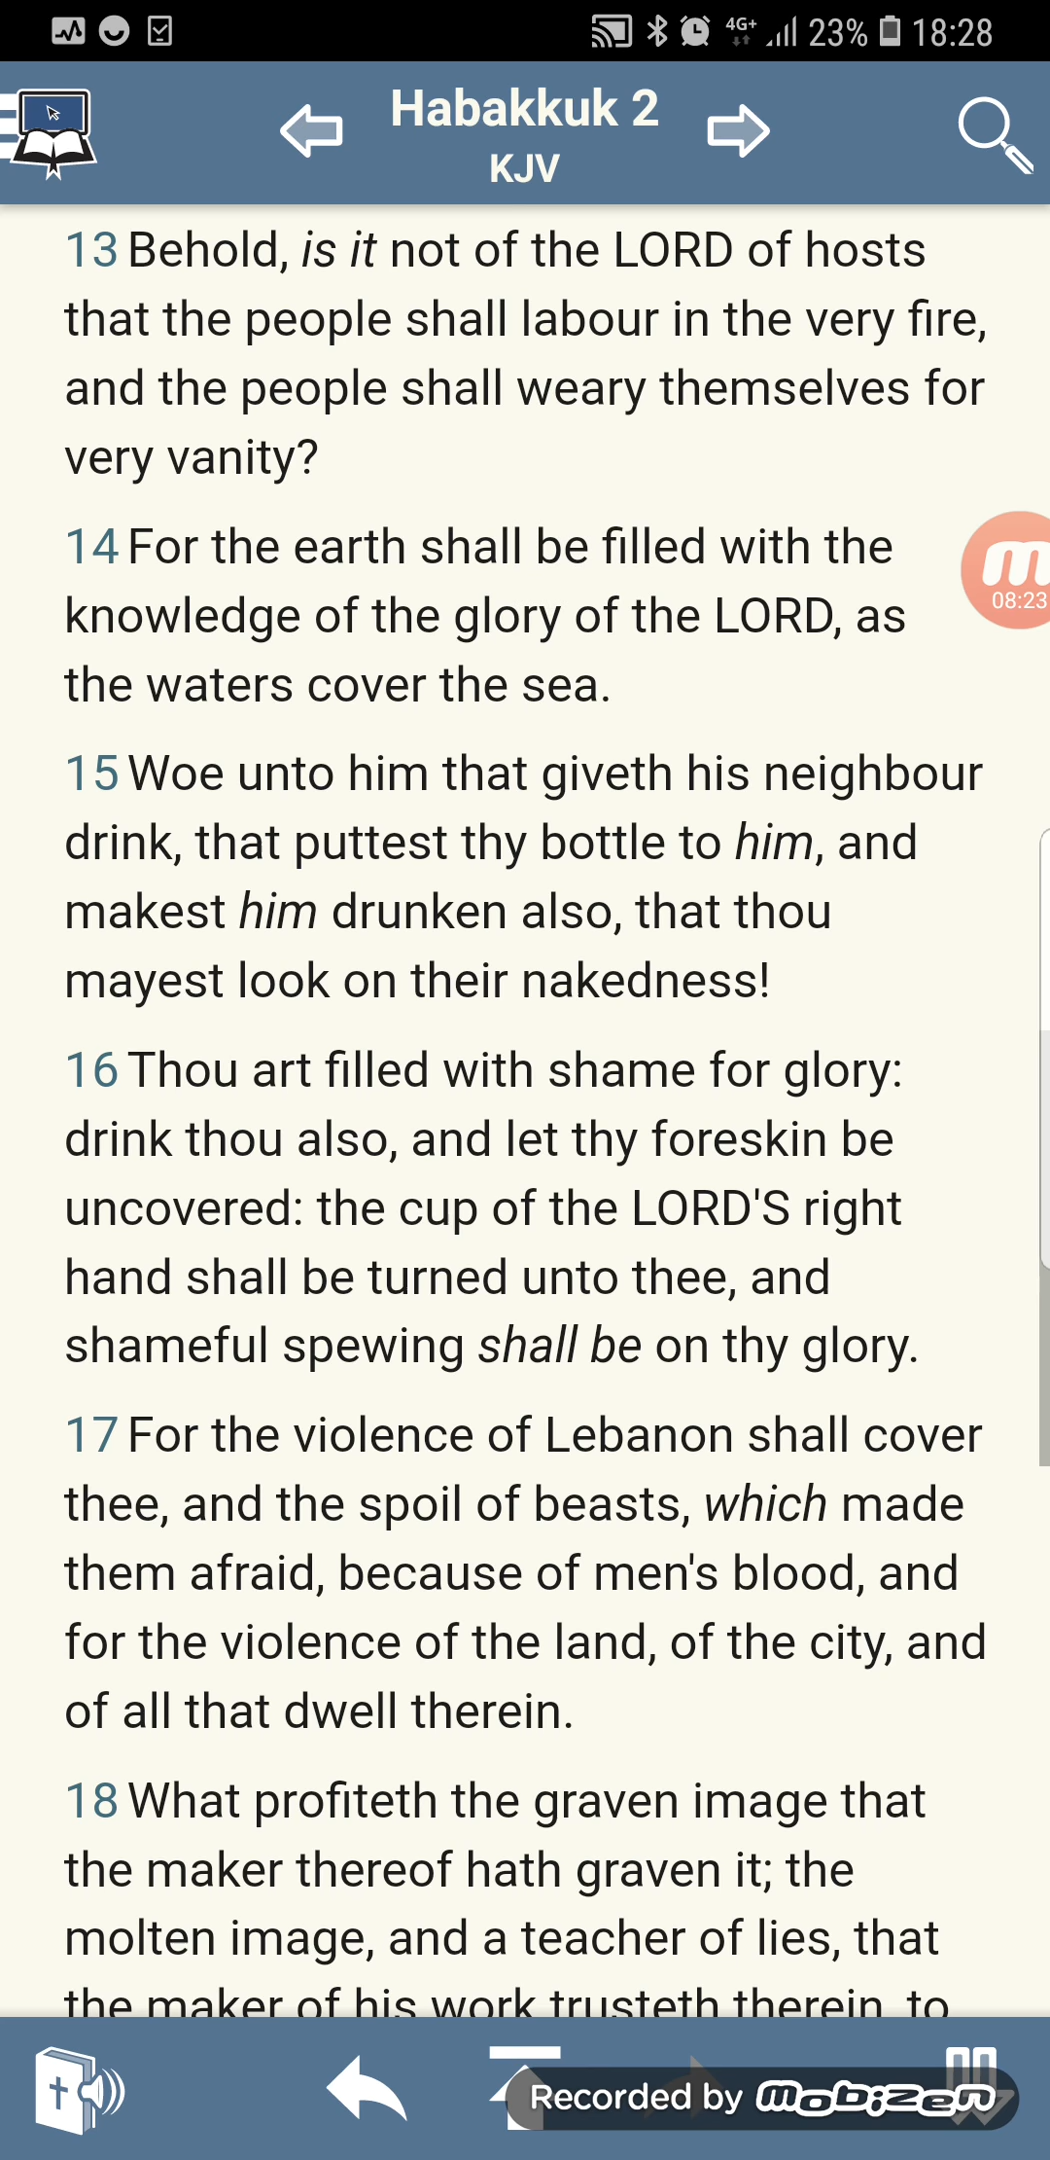 4G+ 23% 18:28
Habakkuk 2
KJV
13 Behold, is it not of the LORD of hosts
that the people shall labour in the very fire,
and the people shall weary themselves for
very vanity?
14 For the earth shall be filled with the
knowledge of the glory of the LORD, as
the waters cover the sea.
m
08:23
15 Woe unto him that giveth his neighbour
drink, that puttest thy bottle to him, and
makest him drunken also, that thou
mayest look on their nakedness!
16 Thou art filled with shame for glory:
drink thou also, and let thy foreskin be
uncovered: the cup of the LORD'S right
hand shall be turned unto thee, and
shameful spewing shall be on thy glory.
17 For the violence of Lebanon shall cover
thee, and the spoil of beasts, which made
them afraid, because of men's blood, and
for the violence of the land, of the city, and
of all that dwell therein.
18 What profiteth the graven image that
the maker thereof hath graven it; the
molten image, and a teacher of lies, that
the maker of his work trusteth therein, to
Recorded by mobizen